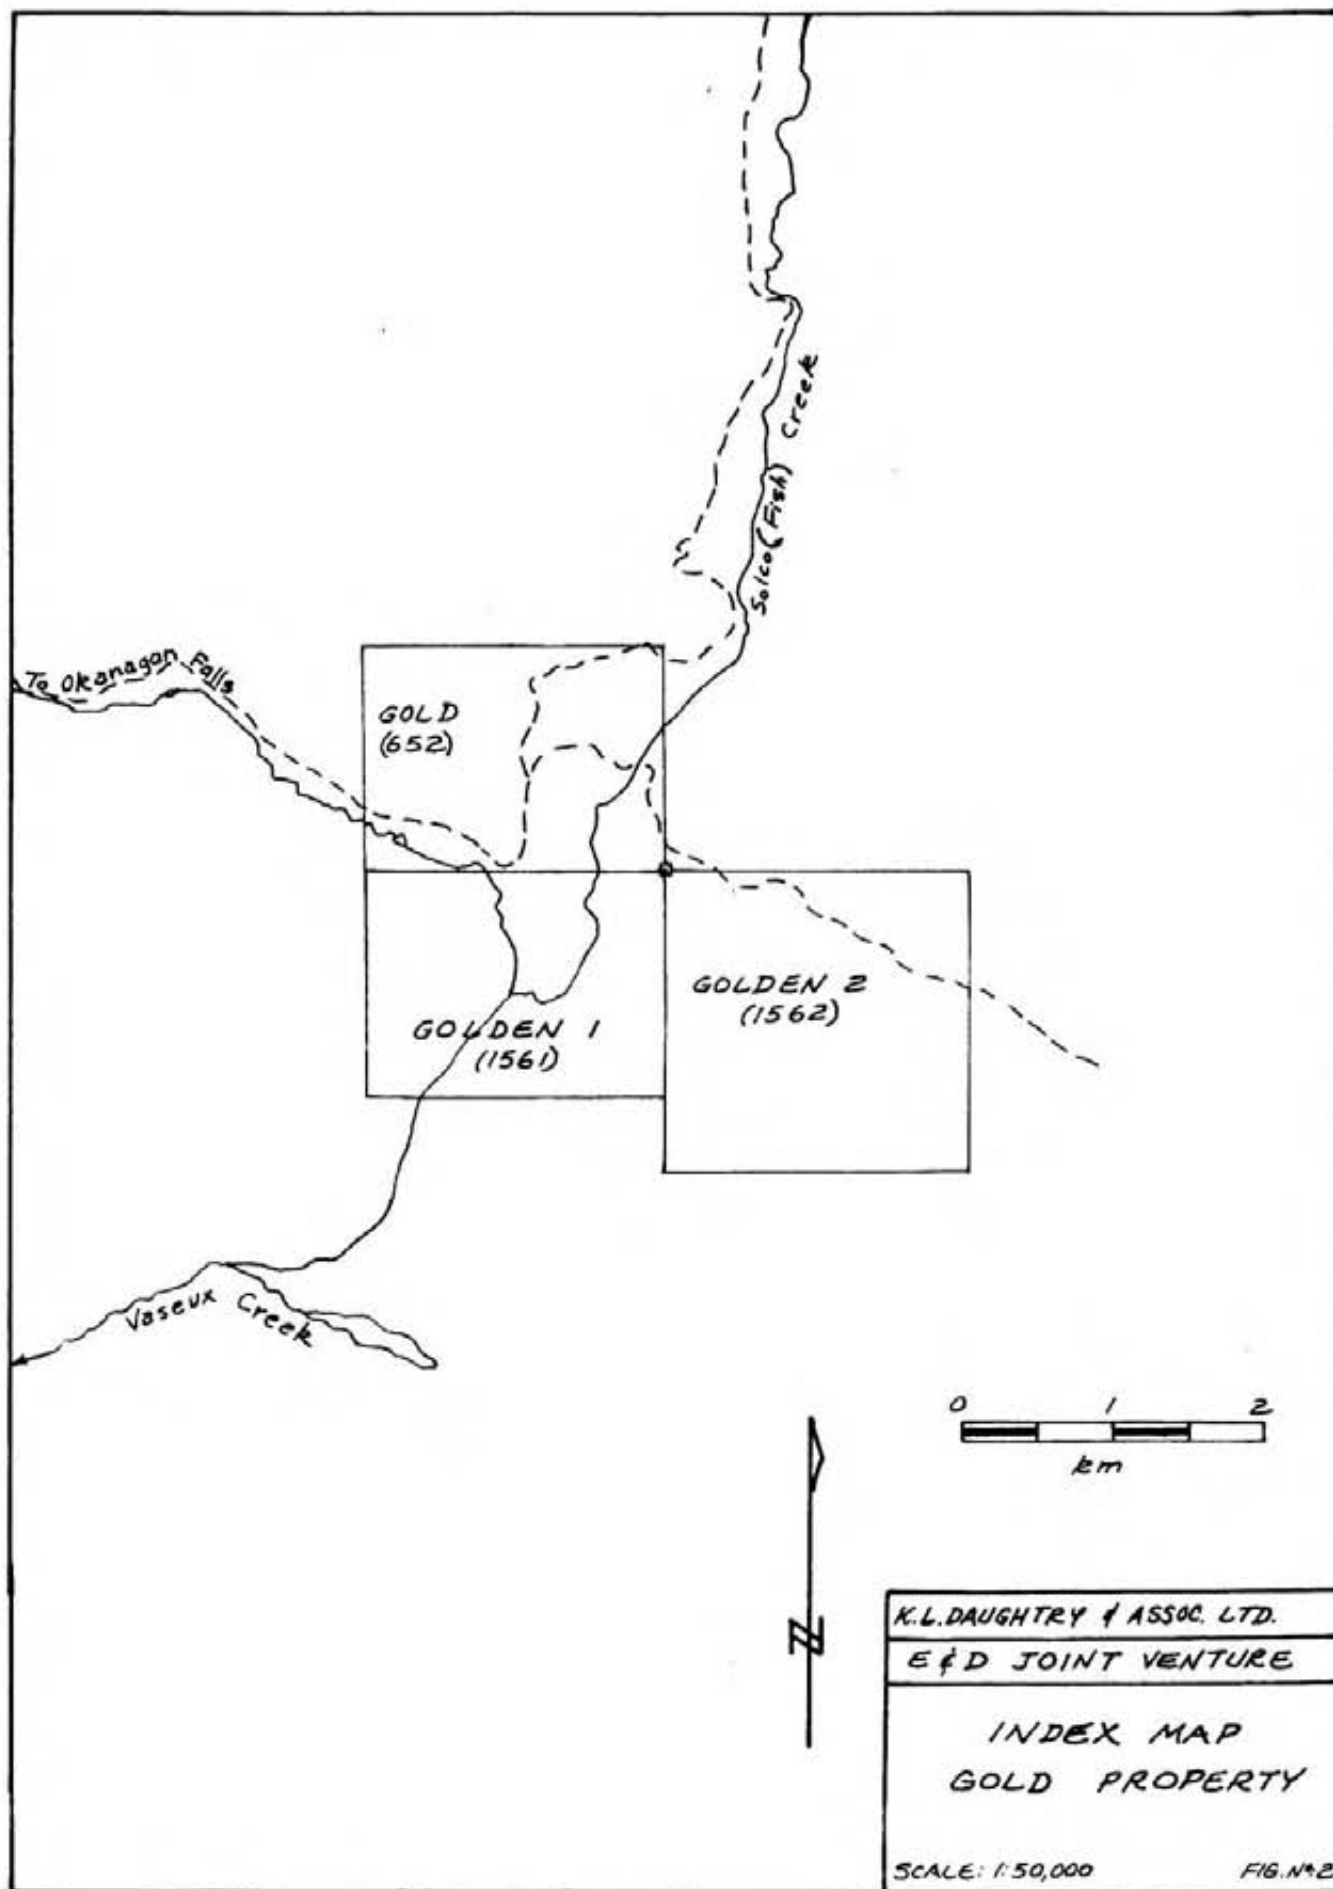 Solco (Fish) Creek
To Okanagan Falls
GOLD
(652)
GOLDEN 2
(1562)
GOLDEN 1
(1561)
Vaseux Creek
0 1 2
km
N
K.L. DAUGHTRY & ASSOC. LTD.
E & D JOINT VENTURE
INDEX MAP
GOLD PROPERTY
SCALE: 1:50,000 FIG. Nº 2